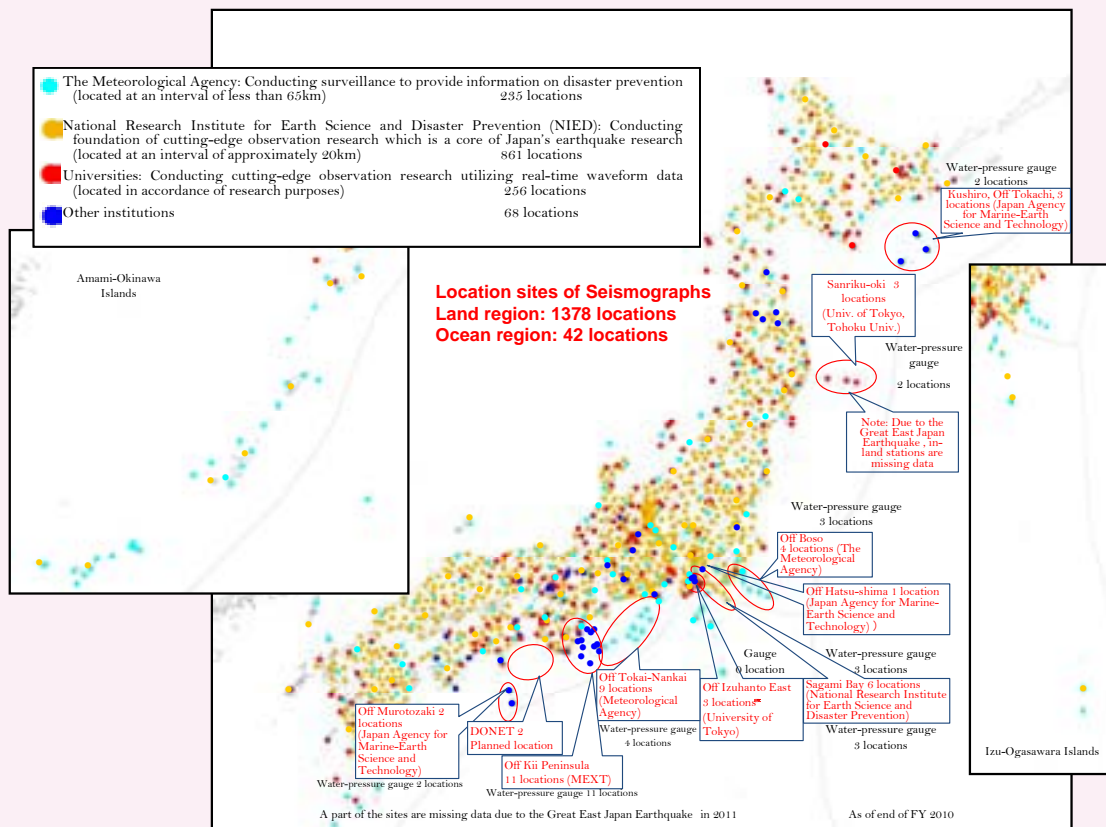 The Meteorological Agency: Conducting surveillance to provide information on disaster prevention
(located at an interval of less than 65km) 235 locations
National Research Institute for Earth Science and Disaster Prevention (NIED): Conducting
foundation of cutting-edge observation research which is a core of Japan's earthquake research
(located at an interval of approximately 20km) 861 locations
Universities: Conducting cutting-edge observation research utilizing real-time waveform data
(located in accordance of research purposes) 256 locations
Other institutions 68 locations
Water-pressure gauge
2 locations
Kushiro, Off Tokachi, 3
locations (Japan Agency
for Marine-Earth
Science and Technology)
Amami-Okinawa
Islands
Location sites of Seismographs
Land region: 1378 locations
Ocean region: 42 locations
Sanriku-oki 3
locations
(Univ. of Tokyo,
Tohoku Univ.)
Water-pressure
gauge
2 locations
Note: Due to the
Great East Japan
Earthquake , in-
land stations are
missing data
Water-pressure gauge
3 locations
Off Boso
4 locations (The
Meteorological
Agency)
Off Hatsu-shima 1 location
(Japan Agency for Marine-
Earth Science and
Technology) )
Gauge
0 location
Water-pressure gauge
3 locations
Off Tokai-Nankai
9 locations
(Meteorological
Agency)
Off Izuhanto East
3 locations
(University of
Tokyo)
Sagami Bay 6 locations
(National Research Institute
for Earth Science and
Disaster Prevention)
Off Murotozaki 2
locations
(Japan Agency for
Marine-Earth
Science and
Technology)
DONET 2
Planned location
Water-pressure gauge
4 locations
Water-pressure gauge
3 locations
Off Kii Peninsula
11 locations (MEXT)
Izu-Ogasawara Islands
Water-pressure gauge 2 locations
Water-pressure gauge 11 locations
A part of the sites are missing data due to the Great East Japan Earthquake in 2011
As of end of FY 2010